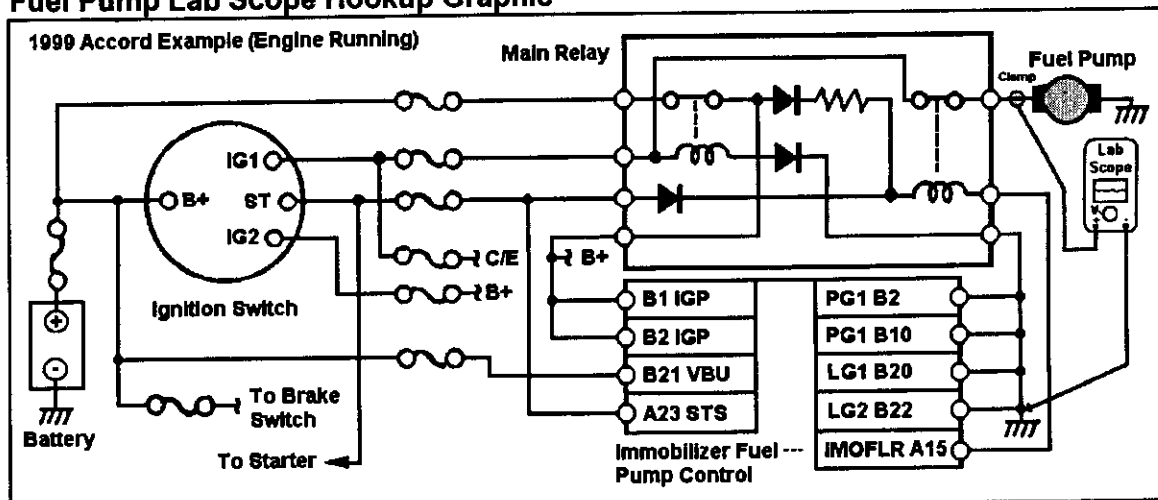 Fuel Pump Lab Scope Hookup Graphic
1999 Accord Example (Engine Running)
Main Relay
Fuel Pump
Clamp
Lab
Scope
IG1
B+
ST
IG2
C/E
B+
B+
Ignition Switch
Battery
To Brake
Switch
To Starter
B1 IGP
B2 IGP
B21 VBU
A23 STS
PG1 B2
PG1 B10
LG1 B20
LG2 B22
IMOFLR A15
Immobilizer Fuel ---
Pump Control